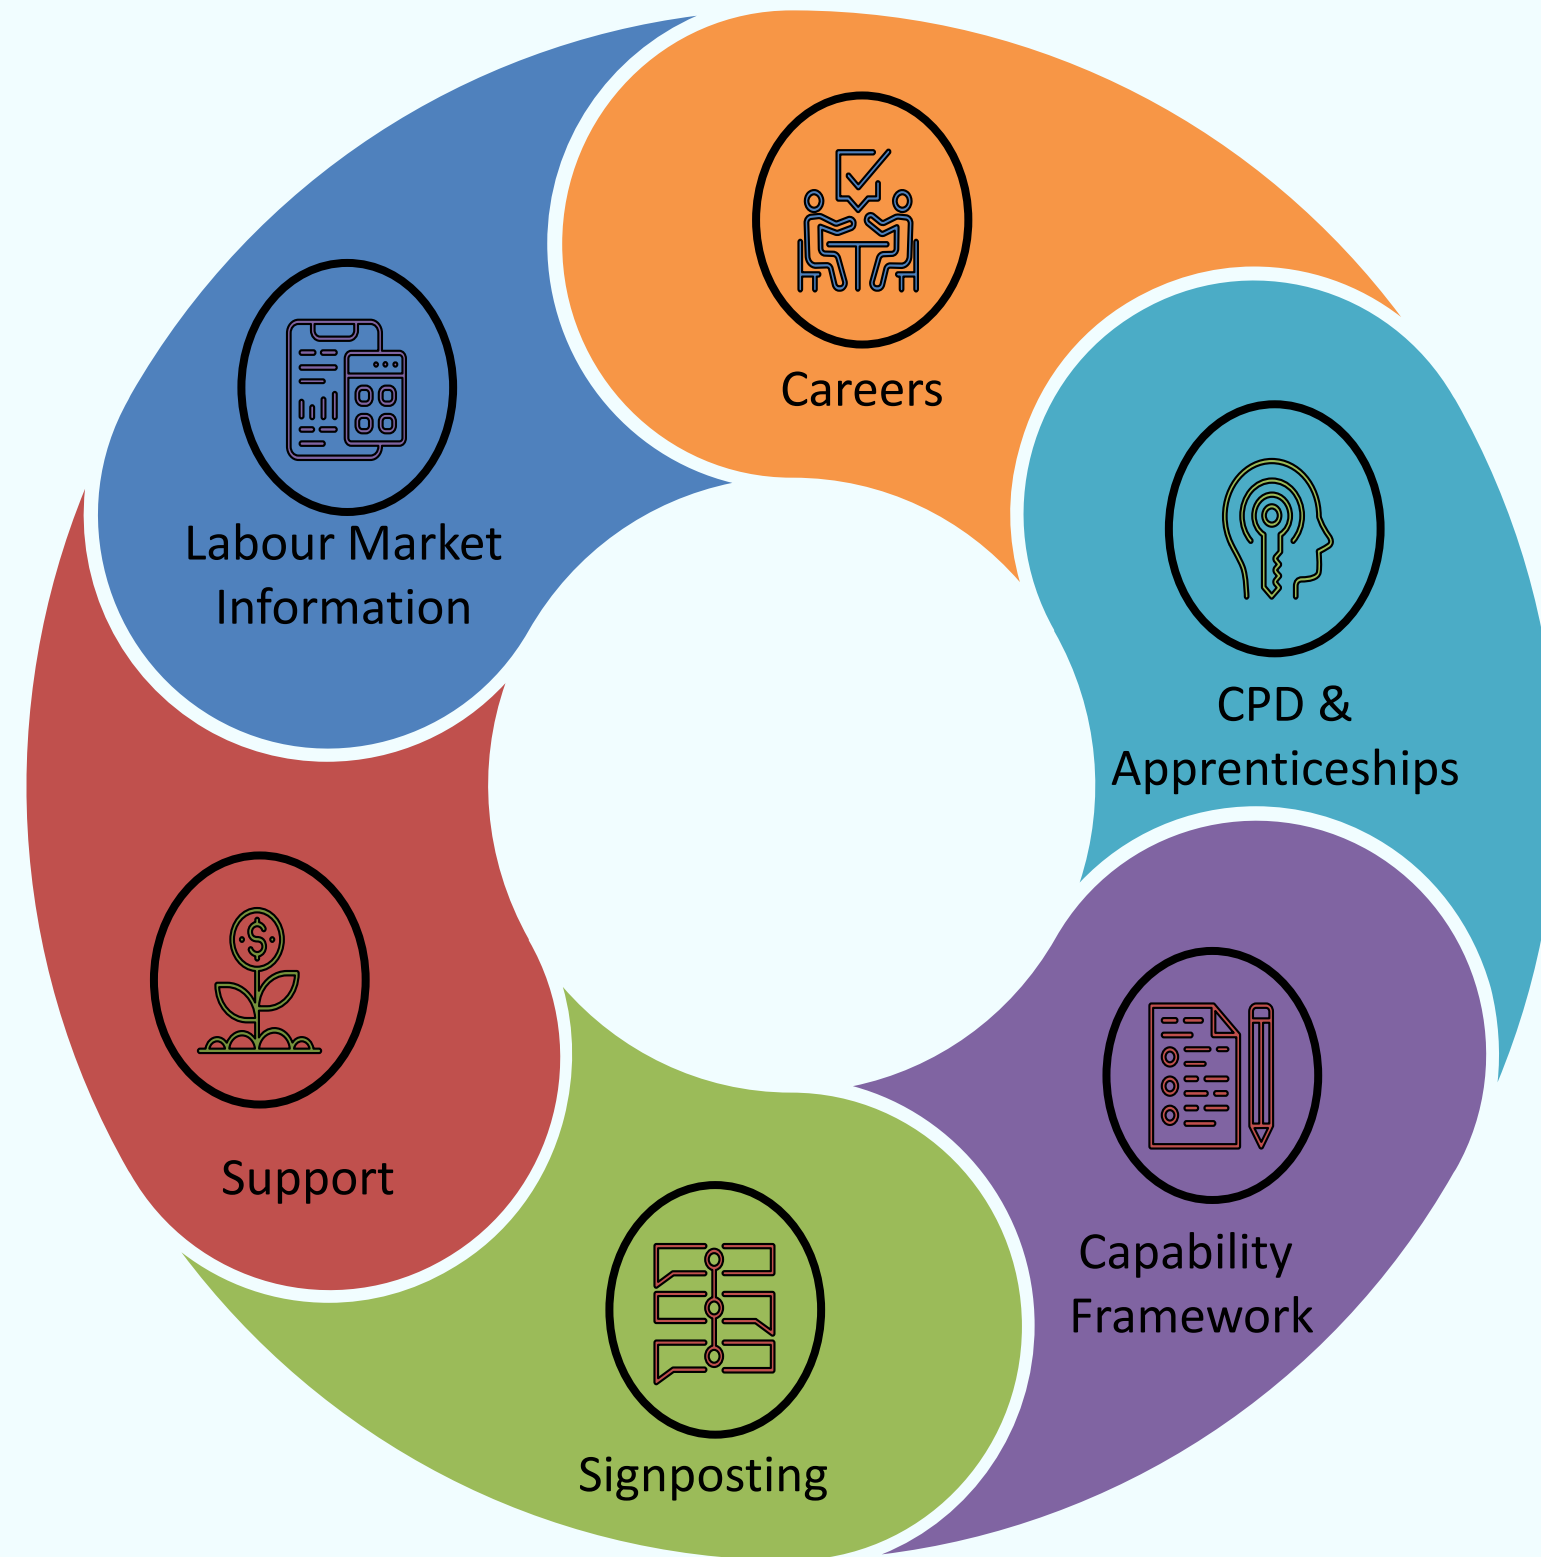 Careers
CPD &
Apprenticeships
Capability
Framework
Signposting
Support
Labour Market
Information